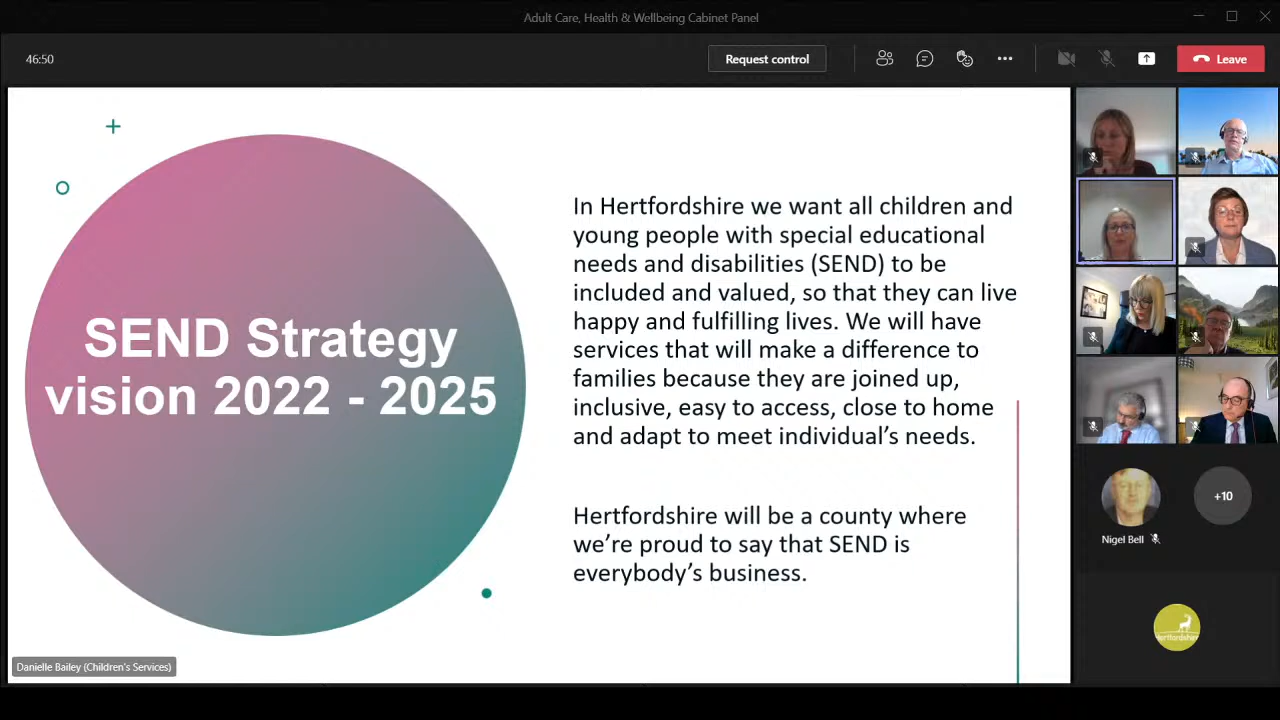 Adult Care, Health & Wellbeing Cabinet Panel
46:50
Request control
Leave
SEND Strategy
vision 2022 - 2025
In Hertfordshire we want all children and
young people with special educational
needs and disabilities (SEND) to be
included and valued, so that they can live
happy and fulfilling lives. We will have
services that will make a difference to
families because they are joined up,
inclusive, easy to access, close to home
and adapt to meet individual’s needs.
Hertfordshire will be a county where
we’re proud to say that SEND is
everybody’s business.
Danielle Bailey (Children's Services)
+10
Nigel Bell
Hertfordshire